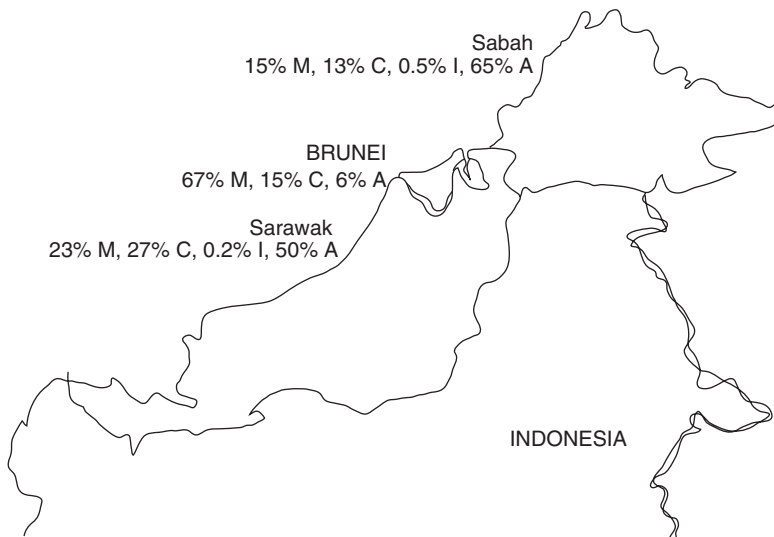 Sabah
15% M, 13% C, 0.5% I, 65% A
BRUNEI
67% M, 15% C, 6% A
Sarawak
23% M, 27% C, 0.2% I, 50% A
INDONESIA